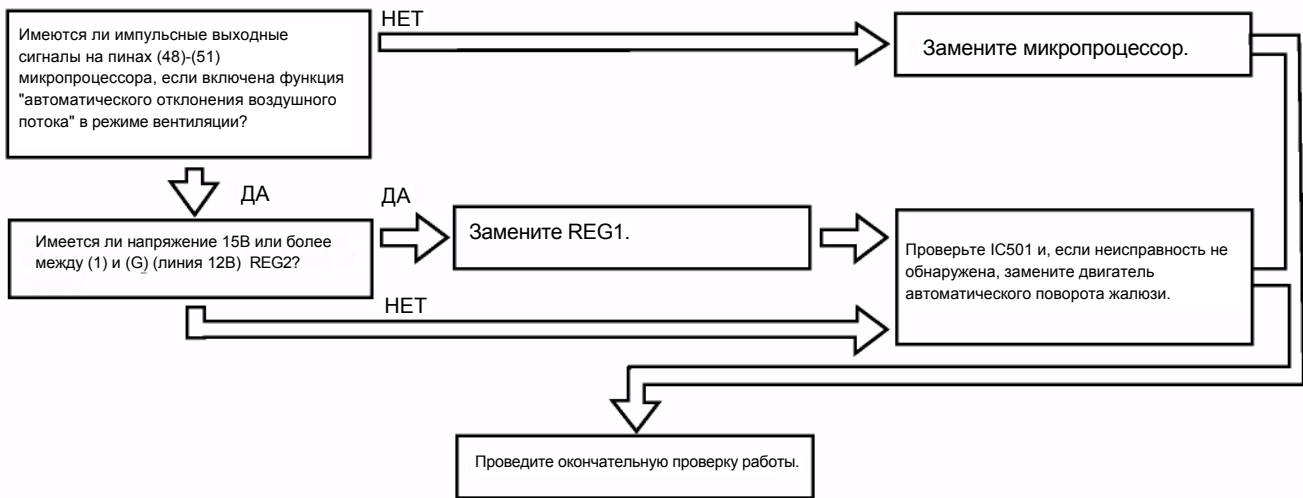 Имеются ли импульсные выходные
сигналы на пинах (48)-(51)
микропроцессора, если включена функция
"автоматического отклонения воздушного
потока" в режиме вентиляции?
НЕТ
Замените микропроцессор.
ДА
ДА
Имеется ли напряжение 15В или более
между (1) и (G) (линия 12В) REG2?
Замените REG1.
Проверьте IC501 и, если неисправность не
обнаружена, замените двигатель
автоматического поворота жалюзи.
НЕТ
Проведите окончательную проверку работы.